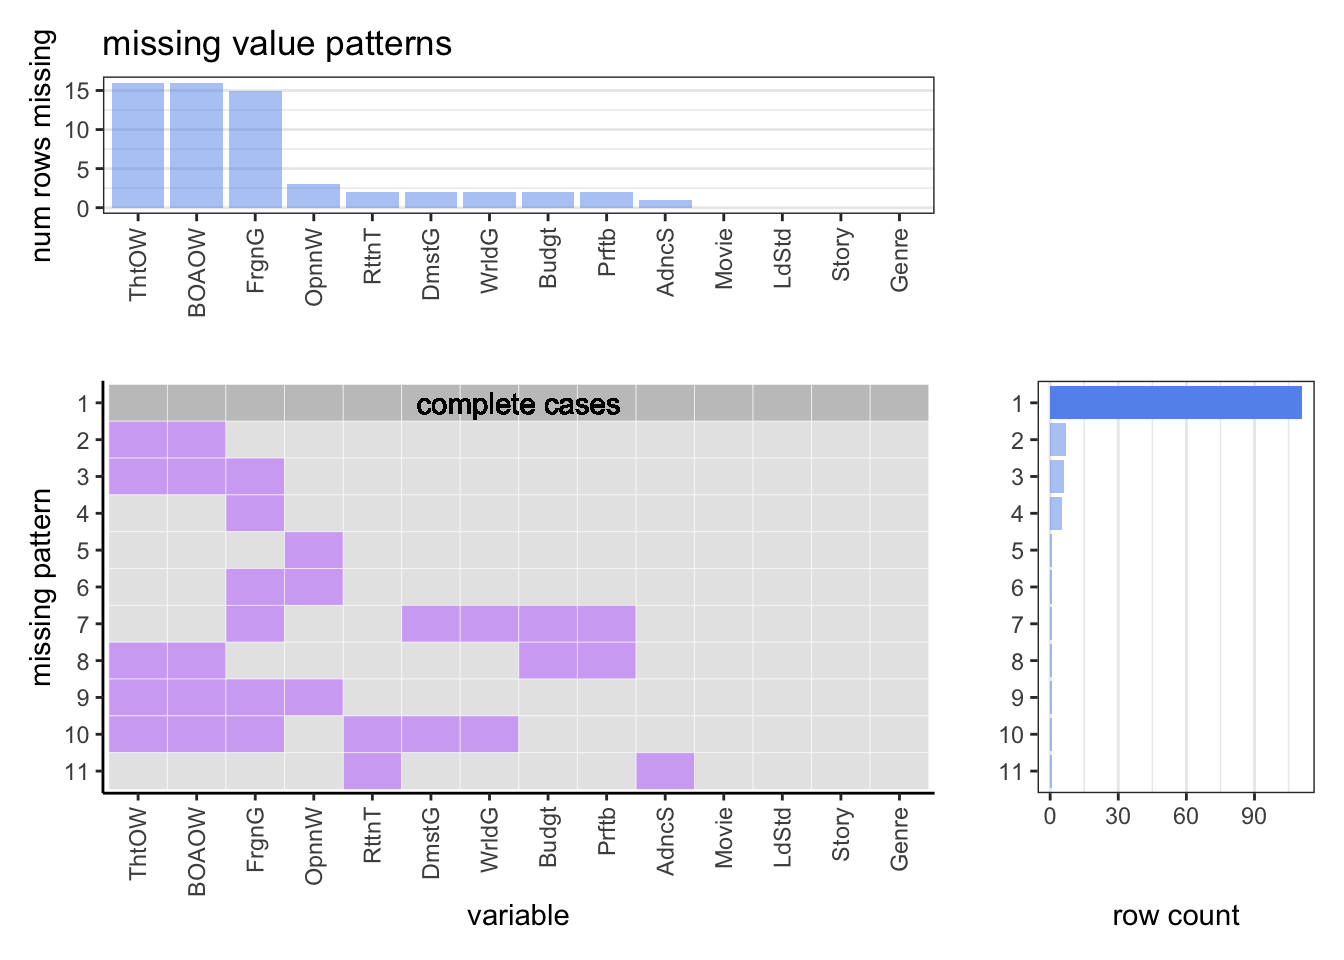 missing value patterns
num rows missing
15
10
5
0
ThtOW BOAOW FrgnG OpnnW RttnT DmstG WrldG Budgt Prftb AdncS Movie LdStd Story Genre
missing pattern
complete cases
1
2
3
4
5
6
7
8
9
10
11
ThtOW BOAOW FrgnG OpnnW RttnT DmstG WrldG Budgt Prftb AdncS Movie LdStd Story Genre
variable
1
2
3
4
5
6
7
8
9
10
11
0 30 60 90
row count